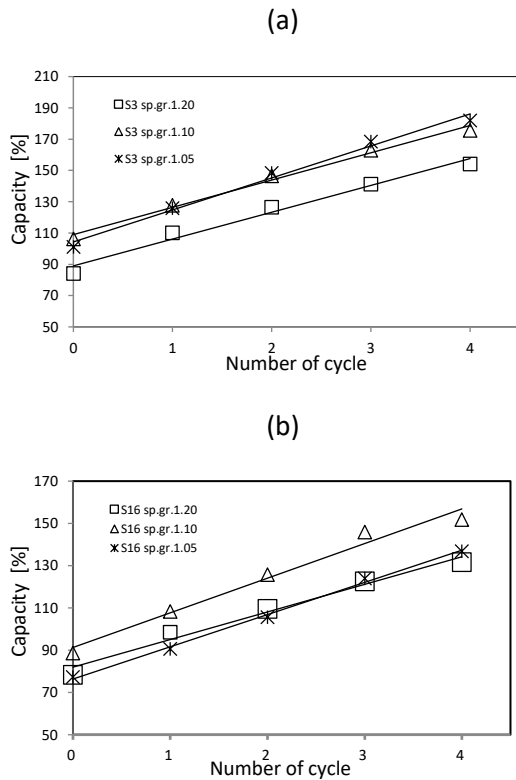 (a)
210
190
170
150
130
110
90
70
50
Capacity [%]
S3 sp.gr.1.20
S3 sp.gr.1.10
S3 sp.gr.1.05
0 1 2 3 4
Number of cycle
(b)
170
150
130
110
90
70
50
30
Capacity [%]
S16 sp.gr.1.20
S16 sp.gr.1.10
S16 sp.gr.1.05
0 1 2 3 4
Number of cycle